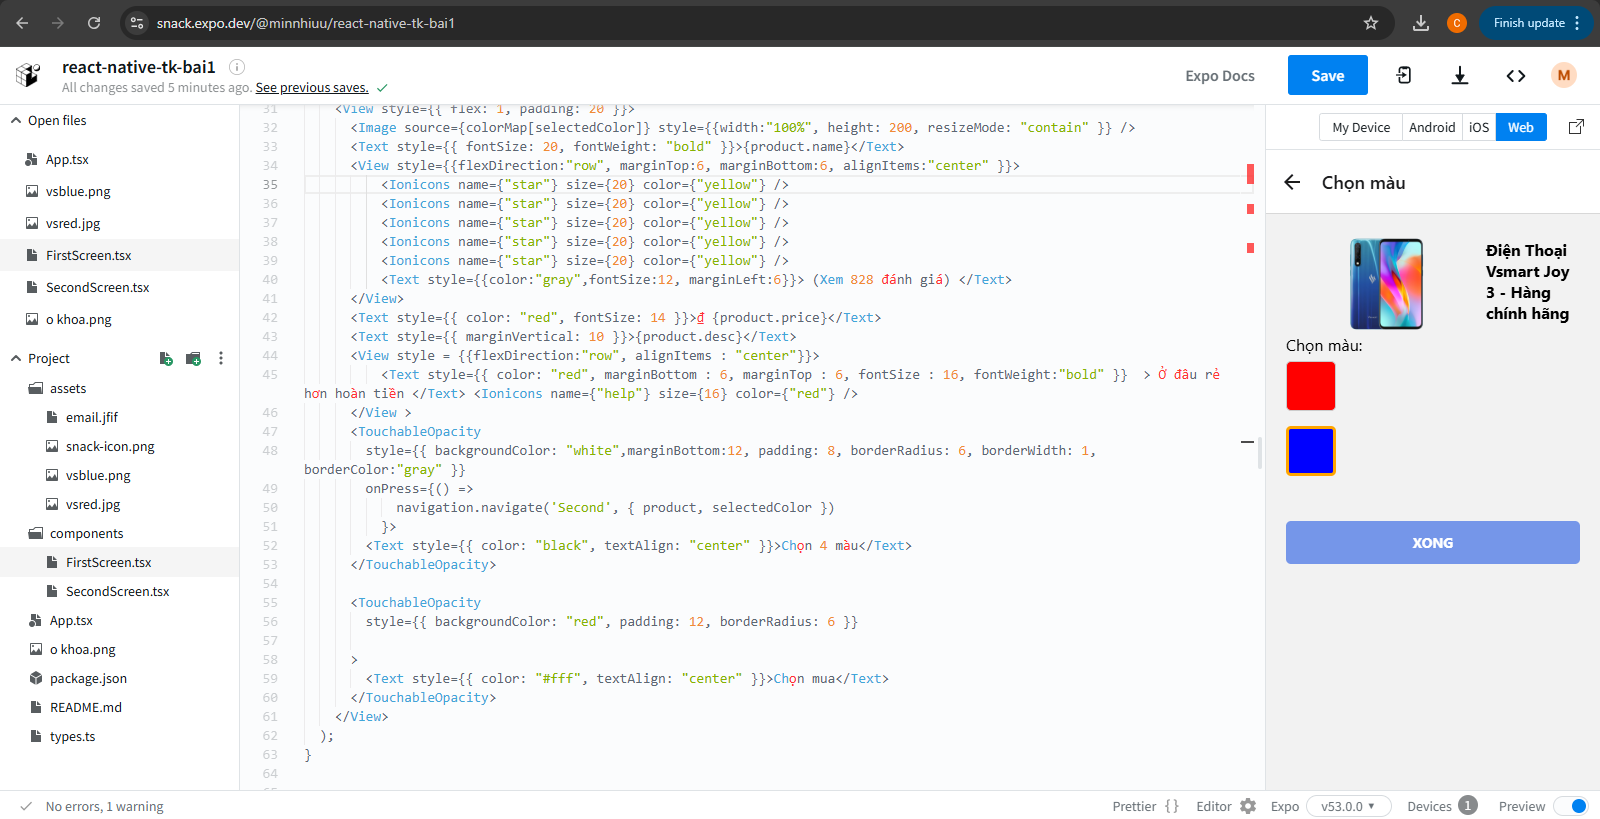 snack.expo.dev/@minnhiuu/react-native-tk-bai1
C
Finish update
react-native-tk-bai1
All changes saved 5 minutes ago. See previous saves.
Expo Docs
Save
M
Open files
App.tsx
vsblue.png
vsred.jpg
FirstScreen.tsx
SecondScreen.tsx
o khoa.png
Project
assets
email.jfif
snack-icon.png
vsblue.png
vsred.jpg
components
FirstScreen.tsx
SecondScreen.tsx
App.tsx
o khoa.png
package.json
README.md
types.ts
31 <View style={{ flex: 1, padding: 20 }}>
32 <Image source={colorMap[selectedColor]} style={{width:"100%", height: 200, resizeMode: "contain" }} />
33 <Text style={{ fontSize: 20, fontWeight: "bold" }}>{product.name}</Text>
34 <View style={{flexDirection:"row", marginTop:6, marginBottom:6, alignItems:"center" }}>
35 <Ionicons name={"star"} size={20} color={"yellow"} />
36 <Ionicons name={"star"} size={20} color={"yellow"} />
37 <Ionicons name={"star"} size={20} color={"yellow"} />
38 <Ionicons name={"star"} size={20} color={"yellow"} />
39 <Ionicons name={"star"} size={20} color={"yellow"} />
40 <Text style={{color:"gray",fontSize:12, marginLeft:6}}> (Xem 828 đánh giá) </Text>
41 </View>
42 <Text style={{ color: "red", fontSize: 14 }}>₫ {product.price}</Text>
43 <Text style={{ marginVertical: 10 }}>{product.desc}</Text>
44 <View style = {{flexDirection:"row", alignItems : "center"}}>
45 <Text style={{ color: "red", marginBottom : 6, marginTop : 6, fontSize : 16, fontWeight:"bold" }}  > Ở đâu rẻ
hơn hoàn tiền </Text> <Ionicons name={"help"} size={16} color={"red"} />
46 </View >
47 <TouchableOpacity
48 style={{ backgroundColor: "white",marginBottom:12, padding: 8, borderRadius: 6, borderWidth: 1,
borderColor:"gray" }}
49 onPress={() =>
50 navigation.navigate('Second', { product, selectedColor })
51 }>
52 <Text style={{ color: "black", textAlign: "center" }}>Chọn 4 màu</Text>
53 </TouchableOpacity>
54
55 <TouchableOpacity
56 style={{ backgroundColor: "red", padding: 12, borderRadius: 6 }}
57
58 >
59 <Text style={{ color: "#fff", textAlign: "center" }}>Chọn mua</Text>
60 </TouchableOpacity>
61 </View>
62 );
63 }
64
My Device
Android
iOS
Web
Chọn màu
Điện Thoại
Vsmart Joy
3 - Hàng
chính hãng
Chọn màu:
XONG
No errors, 1 warning
Prettier { }
Editor
Expo
v53.0.0
Devices 1
Preview